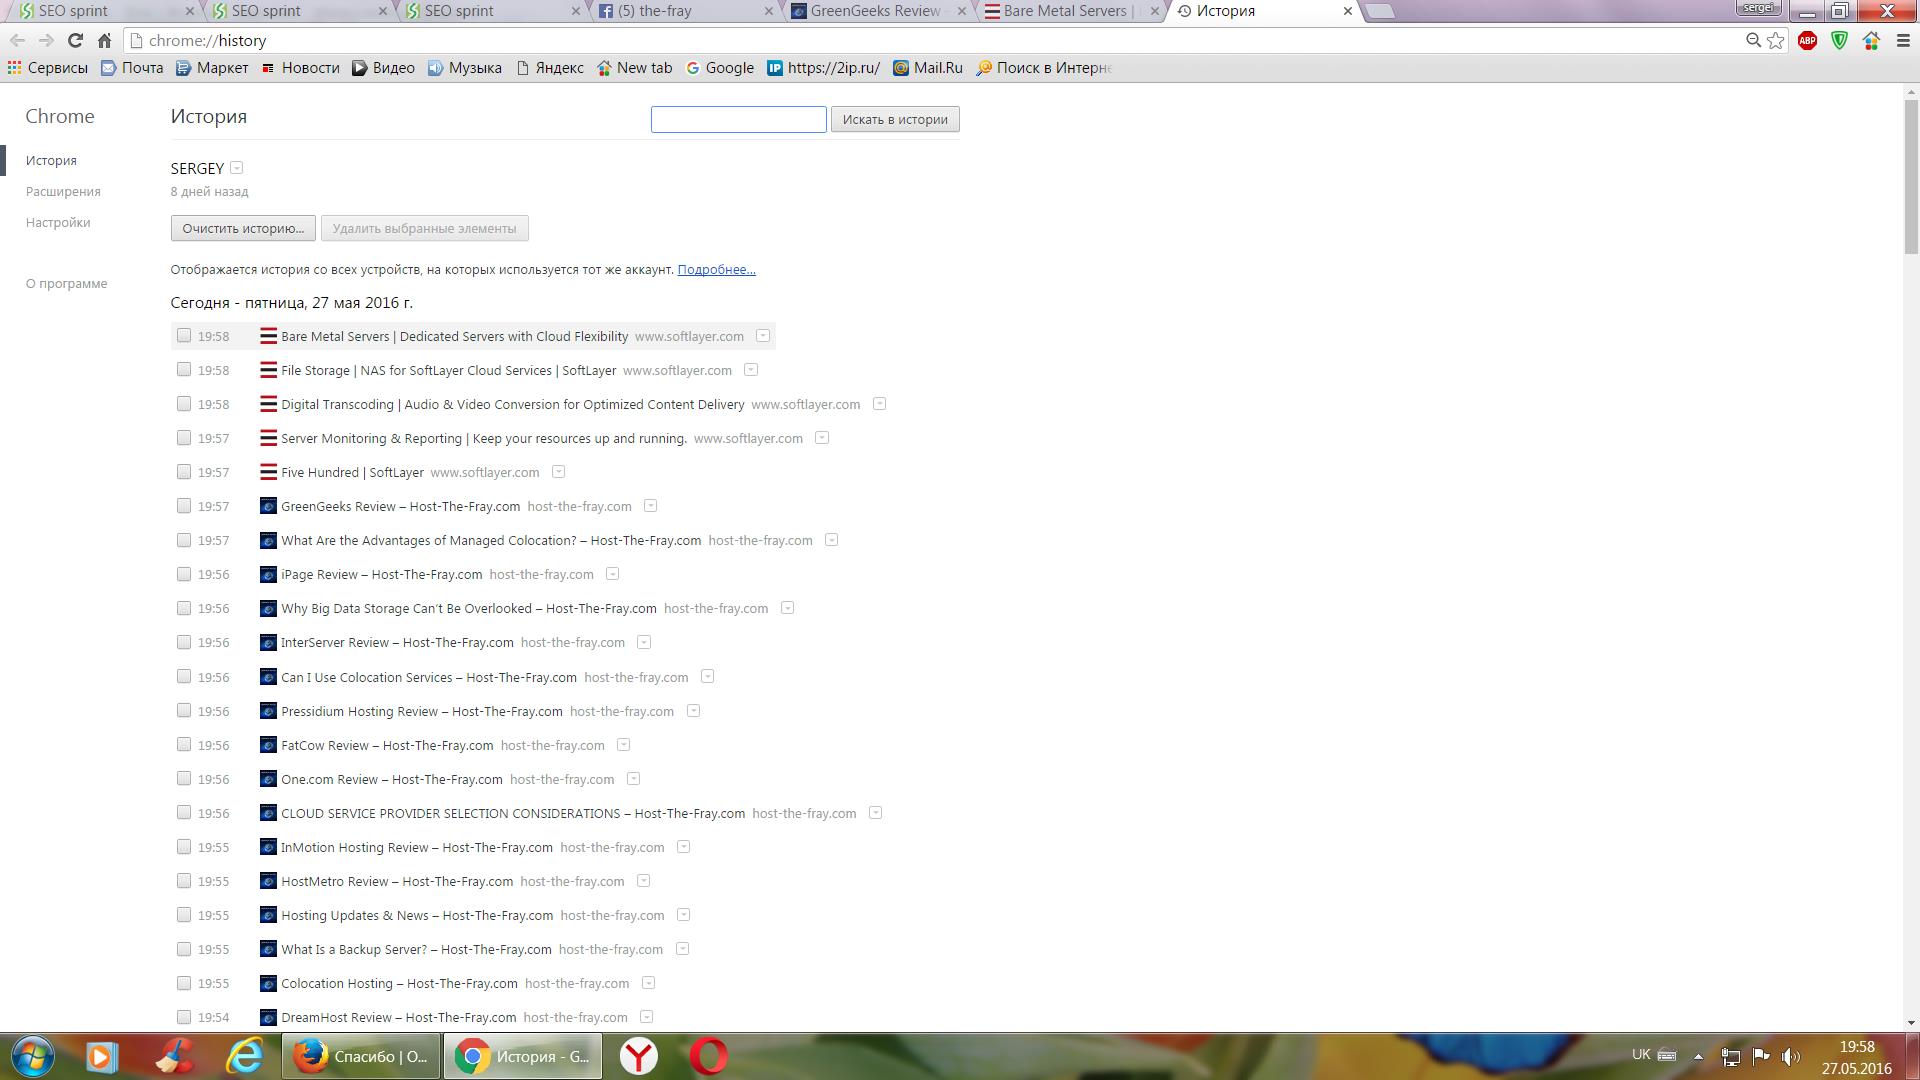 SEO sprint SEO sprint SEO sprint (5) the-fray GreenGeeks Review Bare Metal Servers | История sergei
chrome://history ABP
Сервисы Почта Маркет Новости Видео Музыка Яндекс New tab Google IP https://2ip.ru/ Mail.Ru Поиск в Интерне
Chrome
История
Расширения
Настройки
О программе
История Искать в истории
SERGEY
8 дней назад
Очистить историю... Удалить выбранные элементы
Отображается история со всех устройств, на которых используется тот же аккаунт. Подробнее...
Сегодня - пятница, 27 мая 2016 г.
19:58 Bare Metal Servers | Dedicated Servers with Cloud Flexibility www.softlayer.com
19:58 File Storage | NAS for SoftLayer Cloud Services | SoftLayer www.softlayer.com
19:58 Digital Transcoding | Audio & Video Conversion for Optimized Content Delivery www.softlayer.com
19:57 Server Monitoring & Reporting | Keep your resources up and running. www.softlayer.com
19:57 Five Hundred | SoftLayer www.softlayer.com
19:57 GreenGeeks Review – Host-The-Fray.com host-the-fray.com
19:57 What Are the Advantages of Managed Colocation? – Host-The-Fray.com host-the-fray.com
19:56 iPage Review – Host-The-Fray.com host-the-fray.com
19:56 Why Big Data Storage Can't Be Overlooked – Host-The-Fray.com host-the-fray.com
19:56 InterServer Review – Host-The-Fray.com host-the-fray.com
19:56 Can I Use Colocation Services – Host-The-Fray.com host-the-fray.com
19:56 Pressidium Hosting Review – Host-The-Fray.com host-the-fray.com
19:56 FatCow Review – Host-The-Fray.com host-the-fray.com
19:56 One.com Review – Host-The-Fray.com host-the-fray.com
19:56 CLOUD SERVICE PROVIDER SELECTION CONSIDERATIONS – Host-The-Fray.com host-the-fray.com
19:55 InMotion Hosting Review – Host-The-Fray.com host-the-fray.com
19:55 HostMetro Review – Host-The-Fray.com host-the-fray.com
19:55 Hosting Updates & News – Host-The-Fray.com host-the-fray.com
19:55 What Is a Backup Server? – Host-The-Fray.com host-the-fray.com
19:55 Colocation Hosting – Host-The-Fray.com host-the-fray.com
19:54 DreamHost Review – Host-The-Fray.com host-the-fray.com
Спасибо | О... История - G... UK 19:58
27.05.2016